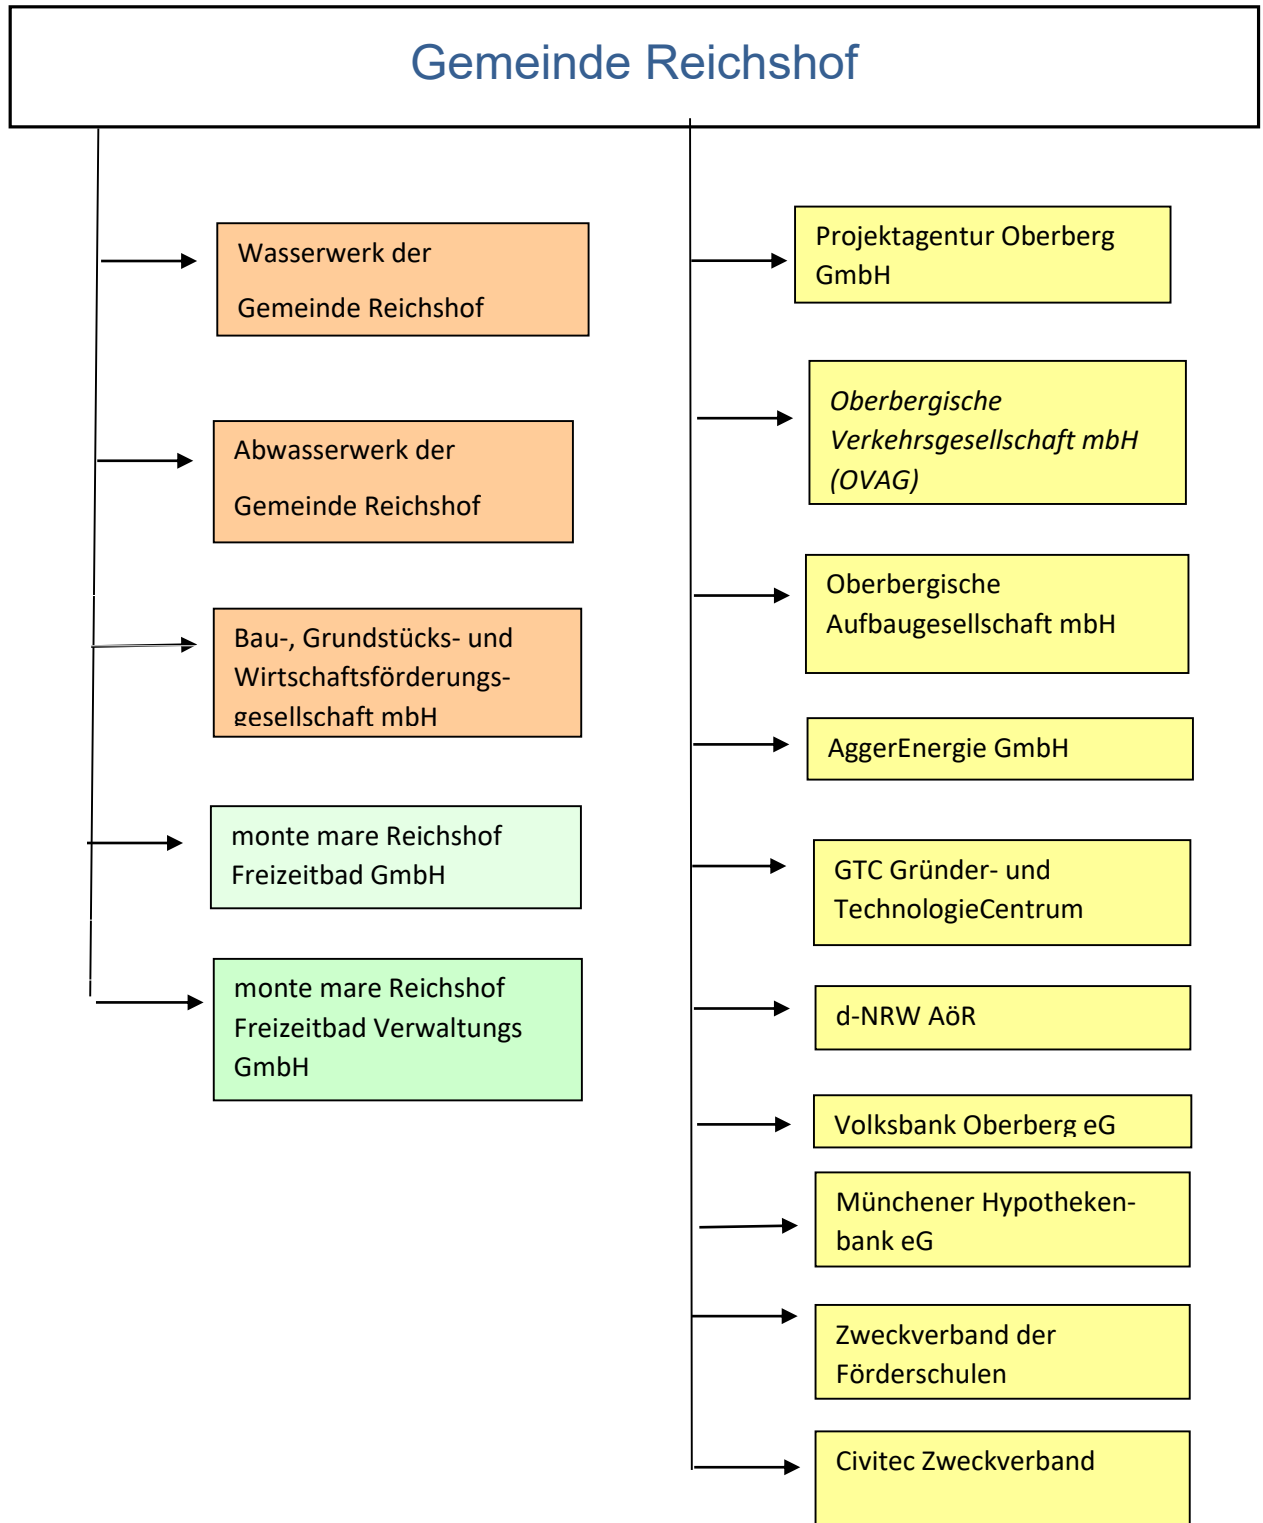 Gemeinde Reichshof
Wasserwerk der
Gemeinde Reichshof
Abwasserwerk der
Gemeinde Reichshof
Bau-, Grundstücks- und
Wirtschaftsförderungs-
gesellschaft mbH
monte mare Reichshof
Freizeitbad GmbH
monte mare Reichshof
Freizeitbad Verwaltungs
GmbH
Projektagentur Oberberg
GmbH
Oberbergische
Verkehrsgesellschaft mbH
(OVAG)
Oberbergische
Aufbaugesellschaft mbH
AggerEnergie GmbH
GTC Gründer- und
TechnologieCentrum
d-NRW AöR
Volksbank Oberberg eG
Münchener Hypotheken-
bank eG
Zweckverband der
Förderschulen
Civitec Zweckverband